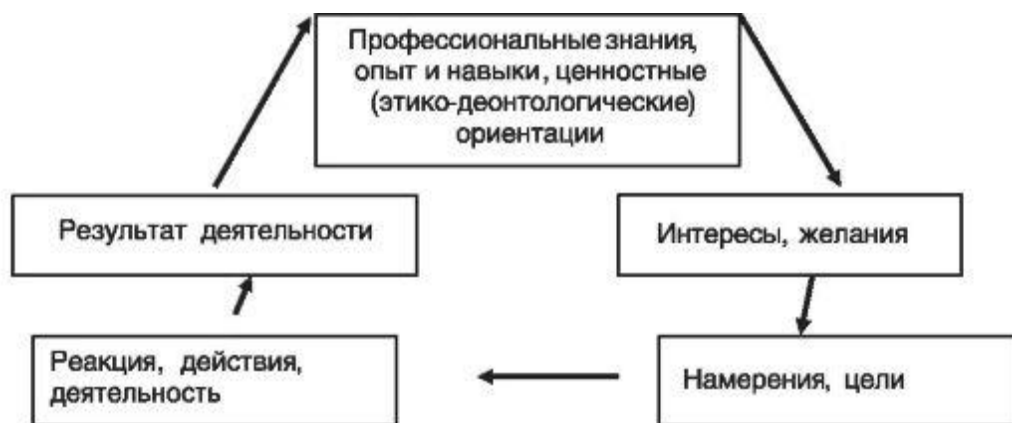 Профессиональные знания,
опыт и навыки, ценностные
(этико-деонтологические)
ориентации
Результат деятельности
Интересы, желания
Реакция, действия,
деятельность
Намерения, цели